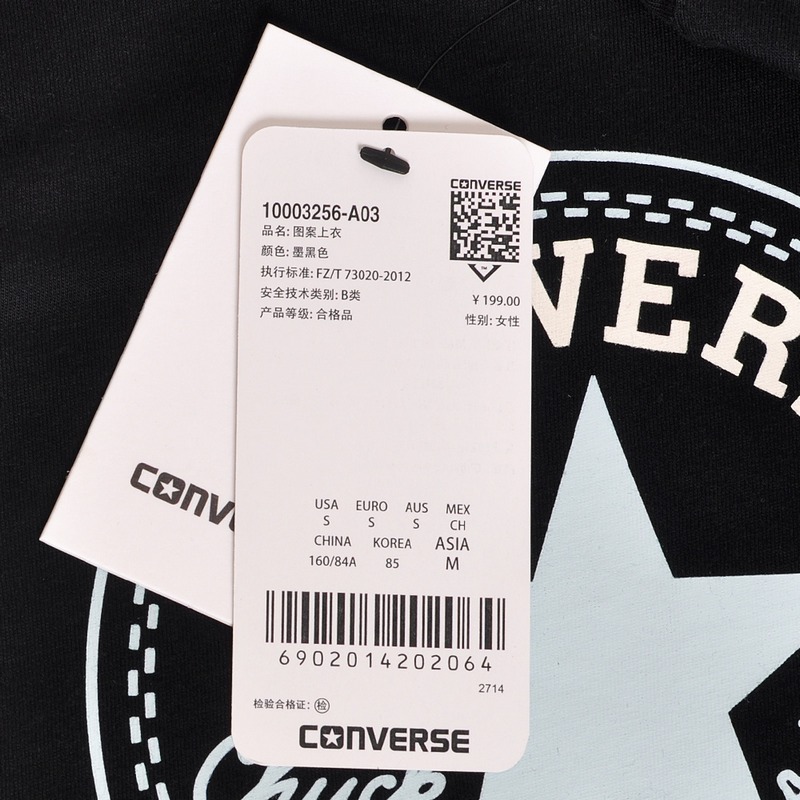 CONVERSE
10003256-A03
品名: 图案上衣
颜色: 墨黑色
执行标准: FZ/T 73020-2012
安全技术类别: B类
¥ 199.00
产品等级: 合格品
性别: 女性
USA EURO AUS MEX
S S S CH
CHINA KOREA ASIA
160/84A 85 M
6902014202064
2714
检验合格证: 检
CONVERSE
CONV
VER
Chuck